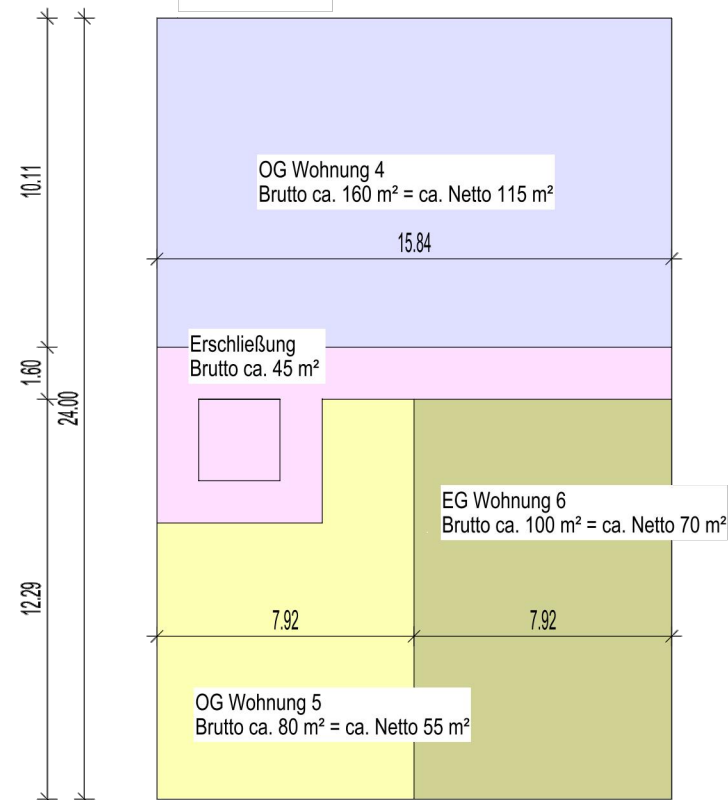 10.11
OG Wohnung 4
Brutto ca. 160 m² = ca. Netto 115 m²
15.84
Erschließung
Brutto ca. 45 m²
1.60
24.00
EG Wohnung 6
Brutto ca. 100 m² = ca. Netto 70 m²
12.29
7.92
7.92
OG Wohnung 5
Brutto ca. 80 m² = ca. Netto 55 m²